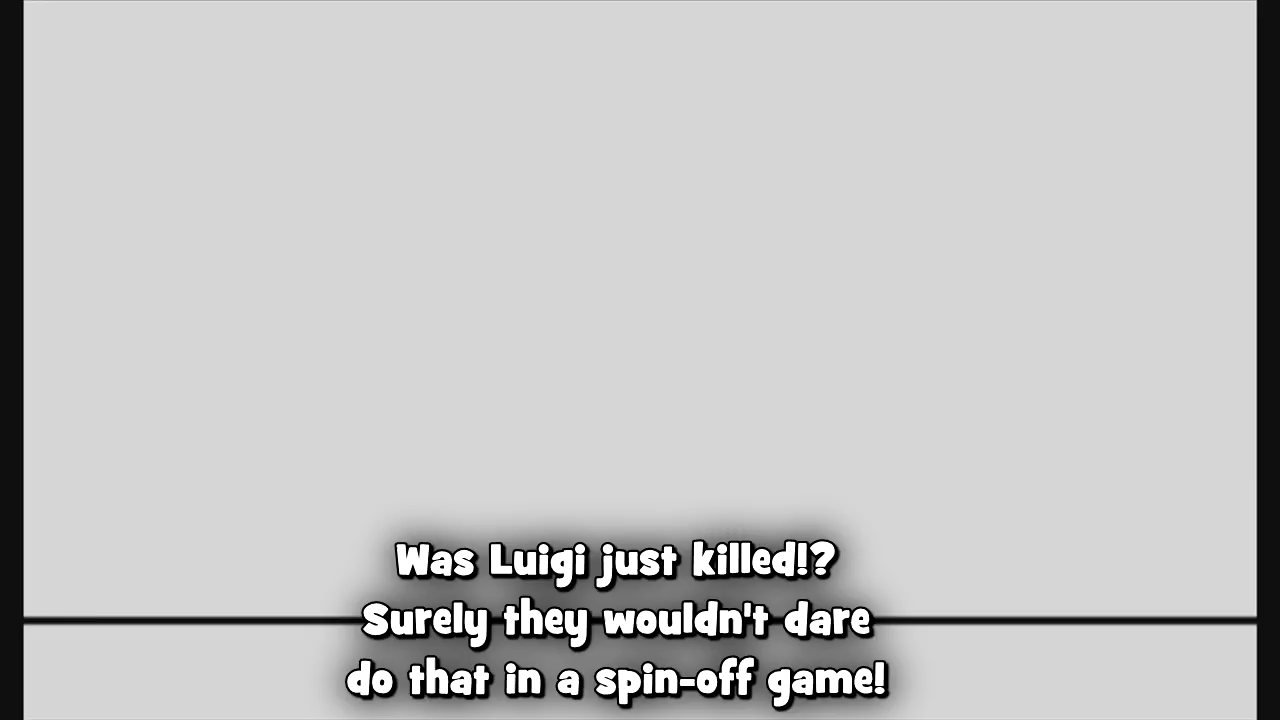 Was Luigi just killed!?
Surely they wouldn't dare
do that in a spin-off game!